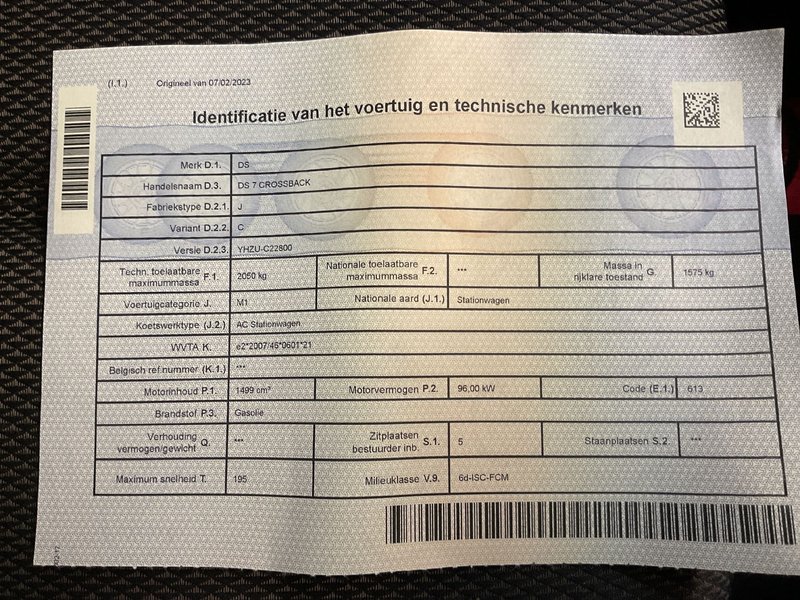 (I.1.) Origineel van 07/02/2023
Identificatie van het voertuig en technische kenmerken
Merk D.1. DS
Handelsnaam D.3. DS 7 CROSSBACK
Fabriekstype D.2.1. J
Variant D.2.2. C
Versie D.2.3. YHZU-C22800
Techn. toelaatbare maximummassa F.1. 2050 kg Nationale toelaatbare maximummassa F.2. *** Massa in rijklare toestand G. 1575 kg
Voertuigcategorie J. M1 Nationale aard (J.1.) Stationwagen
Koetswerktype (J.2.) AC Stationwagen
WVTA K. e2*2007/46*0601*21
Belgisch ref.nummer (K.1.) ***
Motorinhoud P.1. 1499 cm³ Motorvermogen P.2. 96,00 kW Code (E.1.) 613
Brandstof P.3. Gasolie
Verhouding vermogen/gewicht Q. *** Zitplaatsen bestuurder inb. S.1. 5 Staanplaatsen S.2. ***
Maximum snelheid T. 195 Milieuklasse V.9. 6d-ISC-FCM